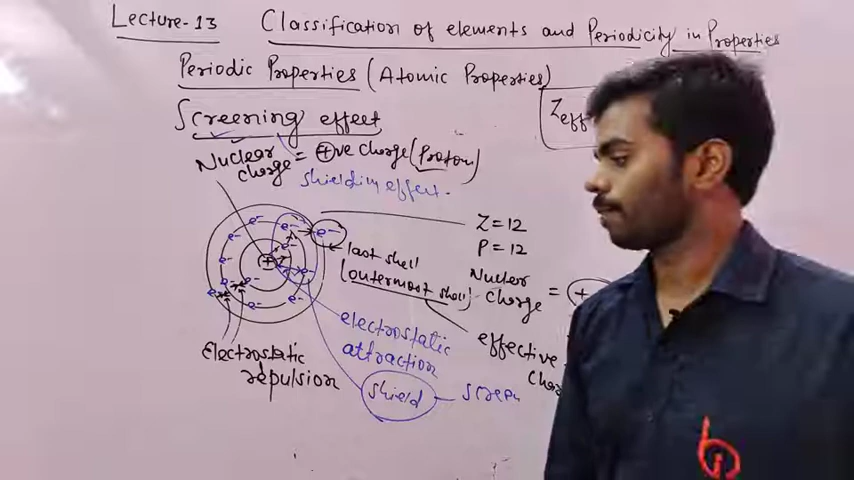 Lecture-13 Classification of elements and Periodicity in Properties
Periodic Properties (Atomic Properties)
Screening effect
Zeff
Nuclear charge = +ve charge (Proton)
shielding effect.
Z=12
P=12
e-
last shell
(outermost shell)
Nuclear charge = +
electrostatic
attraction
effective
Electrostatic
repulsion
shield
screen